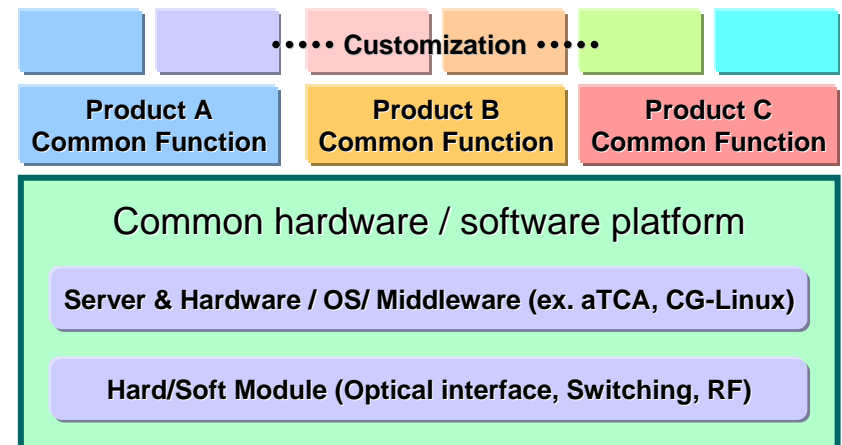 ••••• Customization •••••
Product A
Common Function
Product B
Common Function
Product C
Common Function
Common hardware / software platform
Server & Hardware / OS/ Middleware (ex. aTCA, CG-Linux)
Hard/Soft Module (Optical interface, Switching, RF)